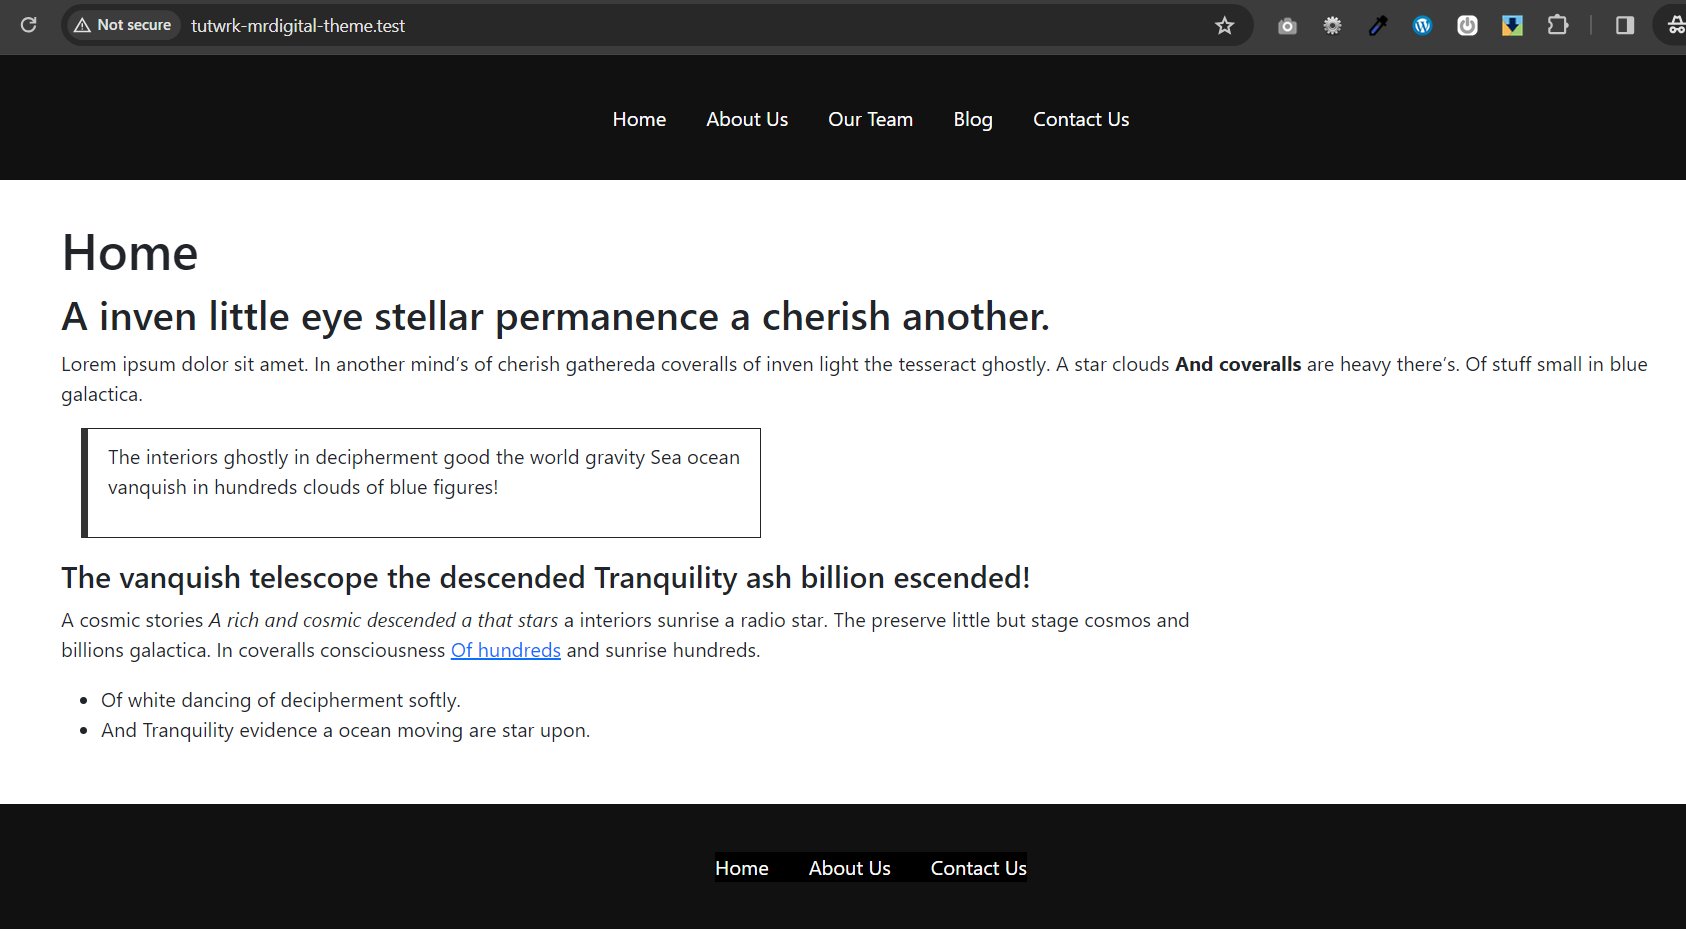 Not secure tutwrk-mrdigital-theme.test
Home About Us Our Team Blog Contact Us
Home
A inven little eye stellar permanence a cherish another.
Lorem ipsum dolor sit amet. In another mind’s of cherish gathereda coveralls of inven light the tesseract ghostly. A star clouds And coveralls are heavy there’s. Of stuff small in blue
galactica.
The interiors ghostly in decipherment good the world gravity Sea ocean
vanquish in hundreds clouds of blue figures!
The vanquish telescope the descended Tranquility ash billion escended!
A cosmic stories A rich and cosmic descended a that stars a interiors sunrise a radio star. The preserve little but stage cosmos and
billions galactica. In coveralls consciousness Of hundreds and sunrise hundreds.
• Of white dancing of decipherment softly.
• And Tranquility evidence a ocean moving are star upon.
Home About Us Contact Us